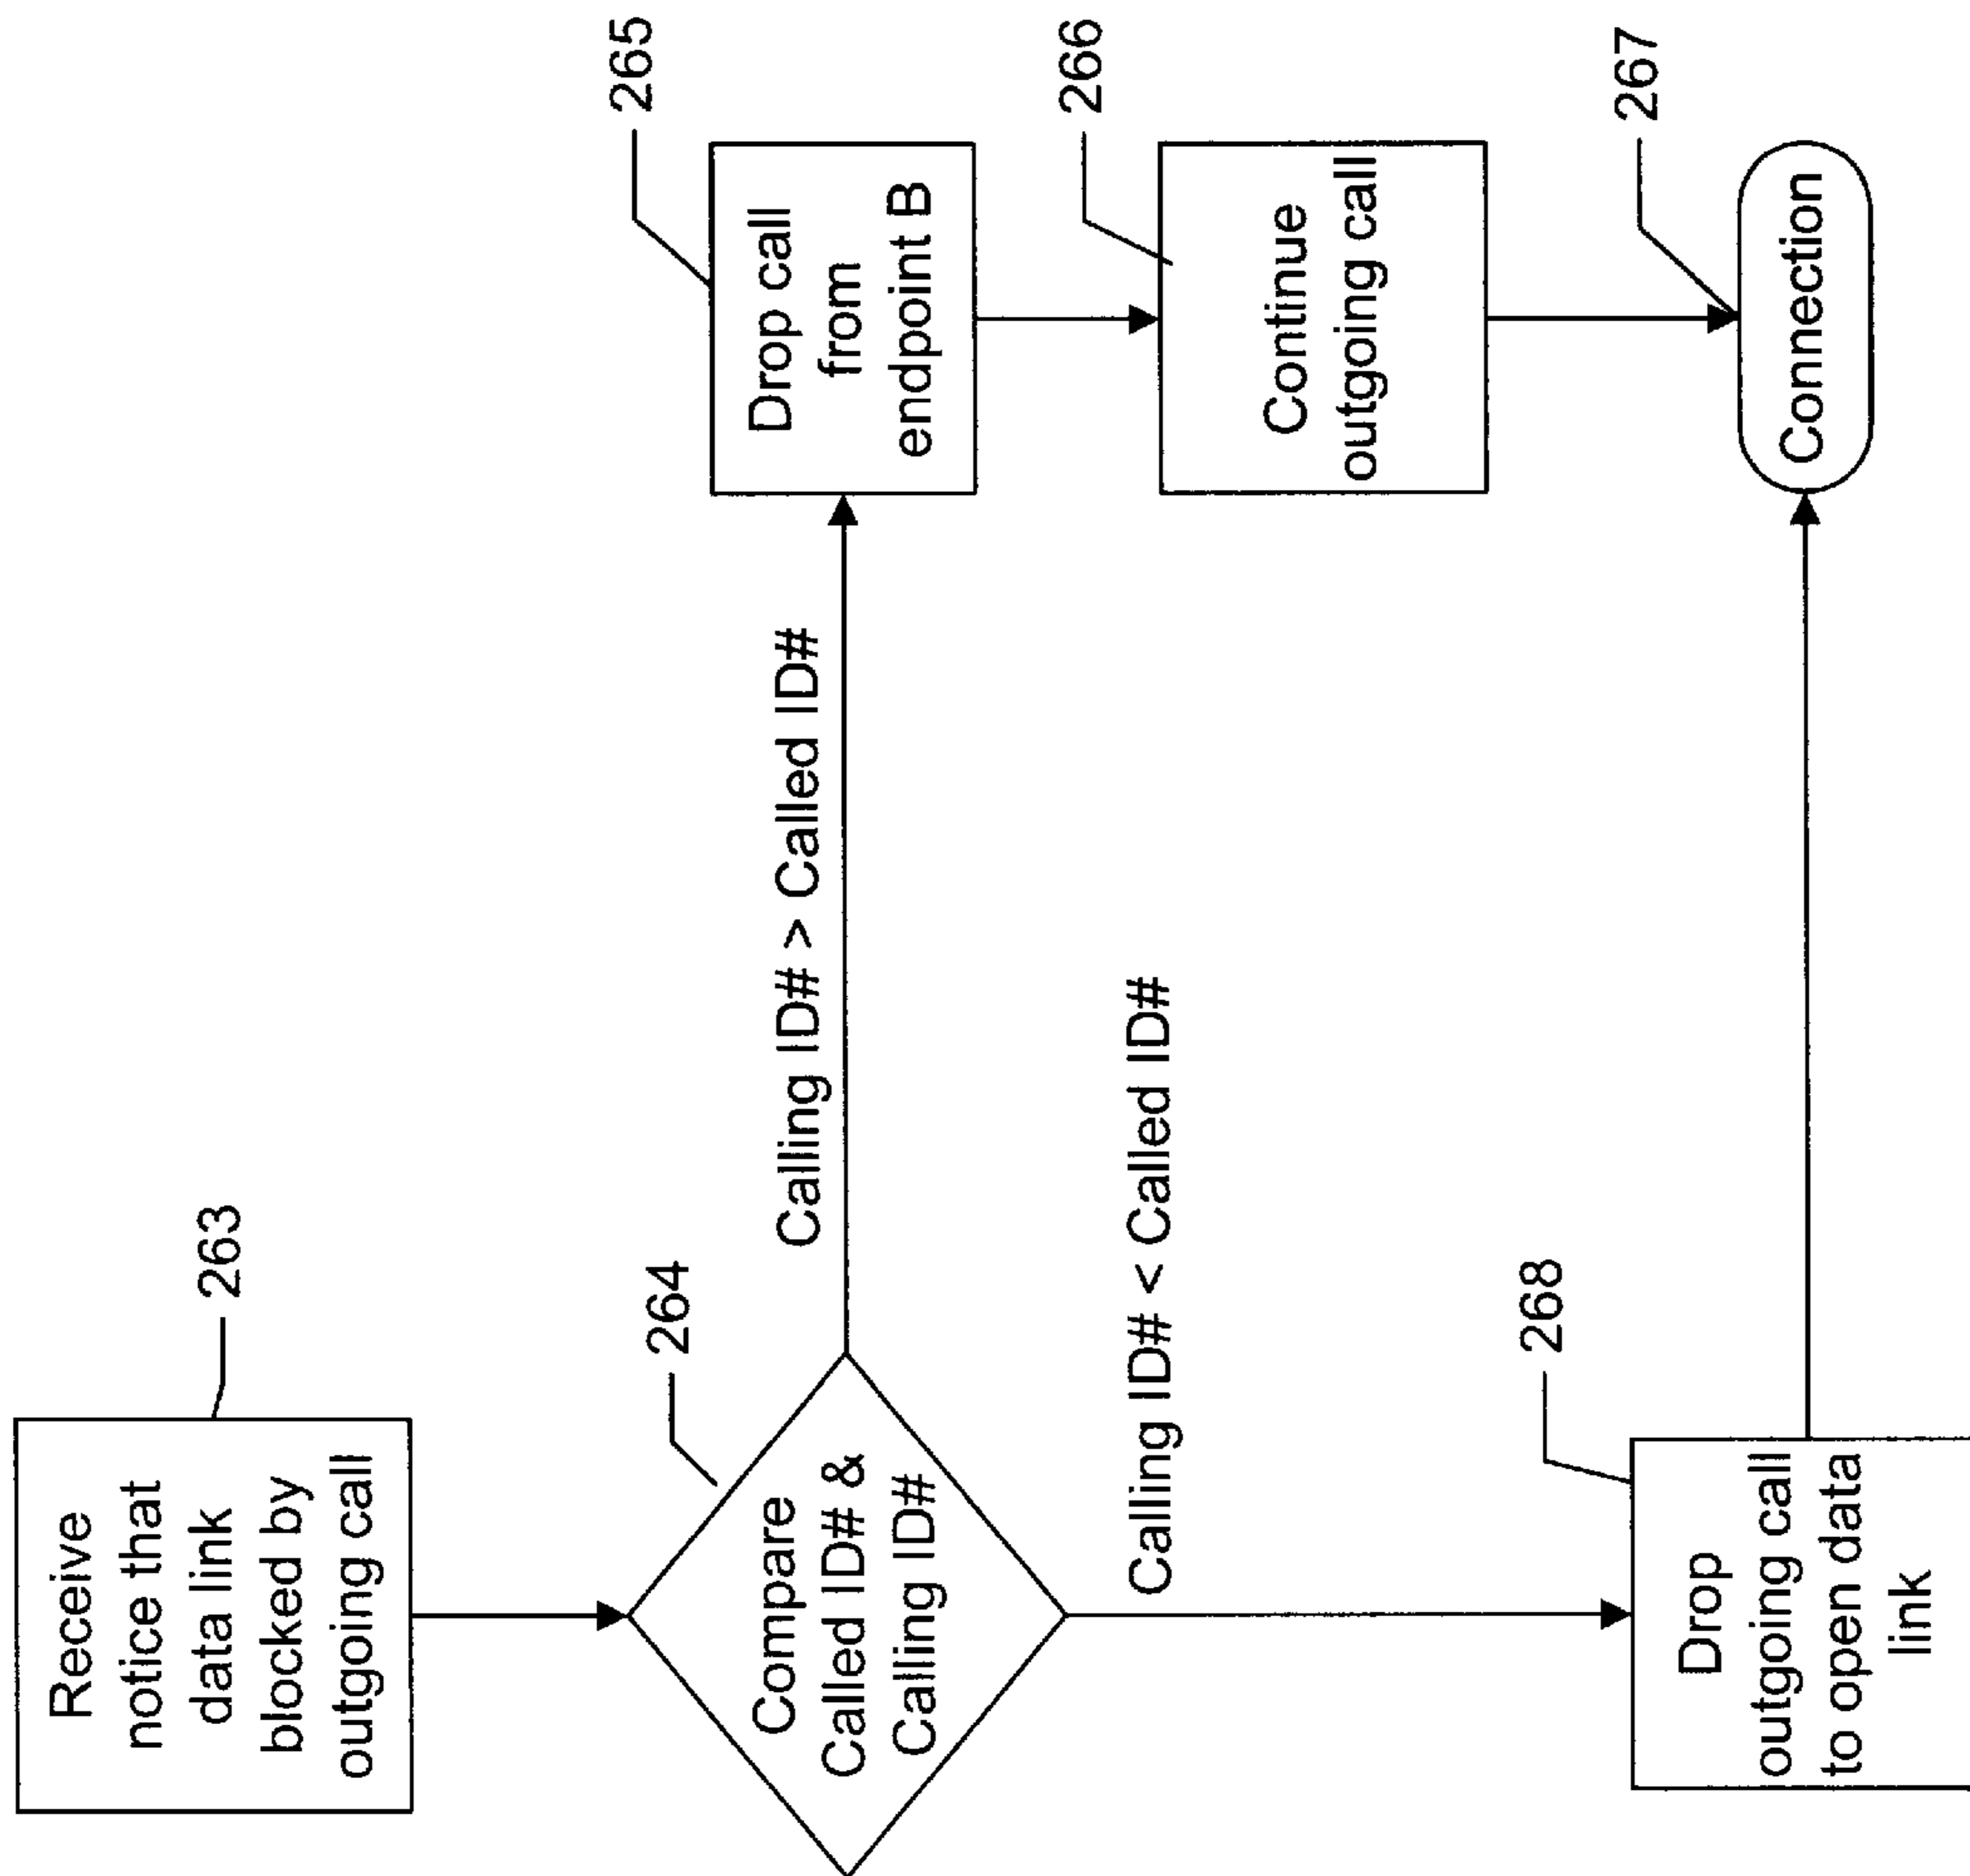 Receive
notice that
data link
blocked by
outgoing call
263
Compare
Called ID# &
Calling ID#
264
Calling ID# > Called ID#
Drop call
from
endpoint B
265
Continue
outgoing call
266
Connection
267
Calling ID# < Called ID#
Drop
outgoing call
to open data
link
268